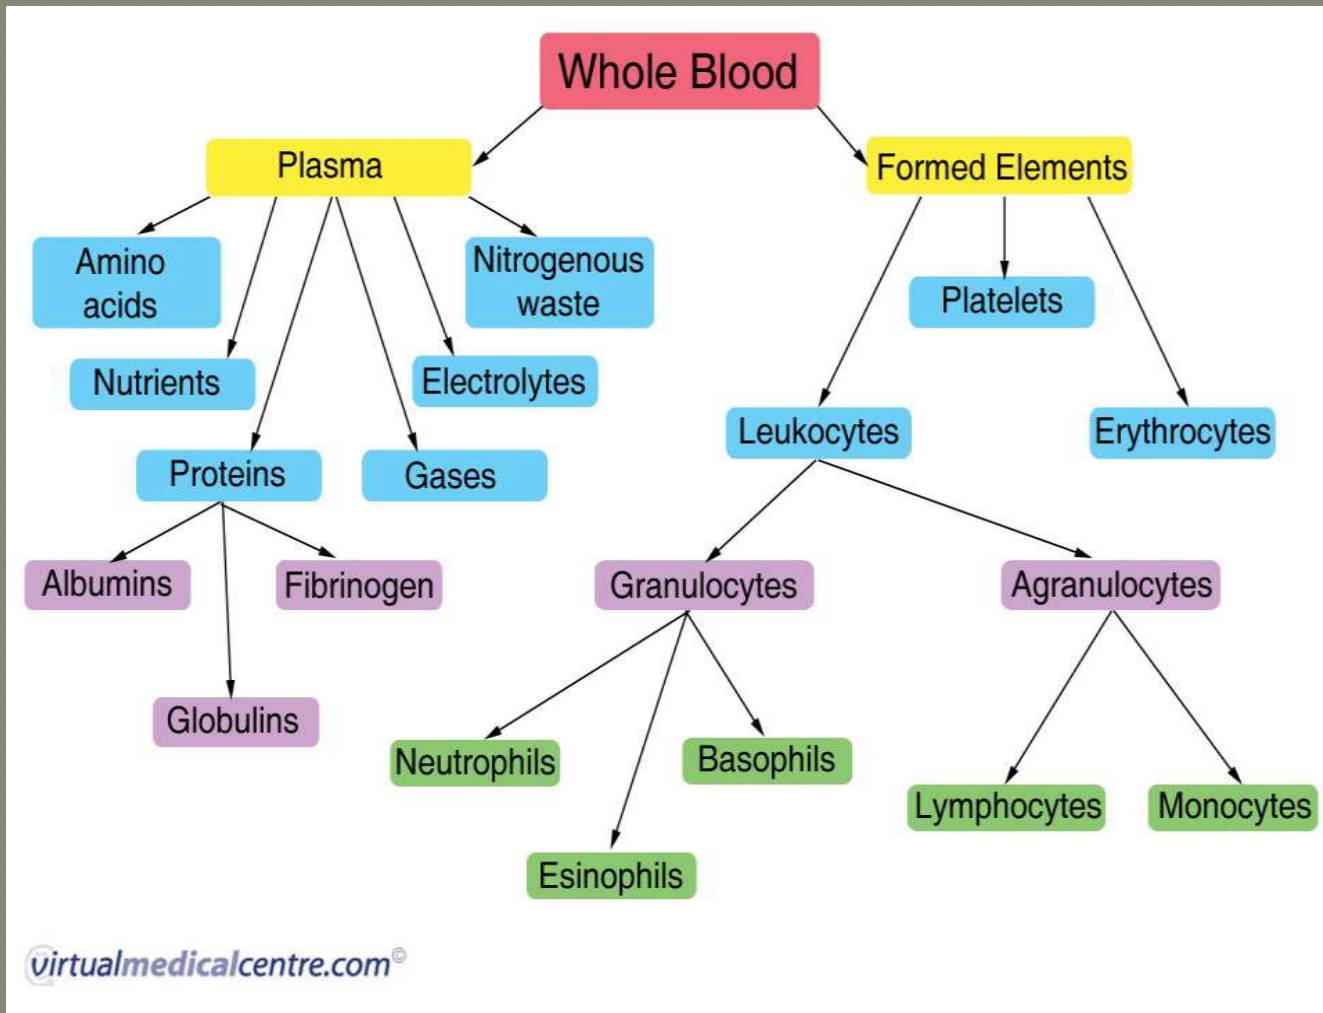 Whole Blood
Plasma
Formed Elements
Amino
acids
Nitrogenous
waste
Platelets
Nutrients
Electrolytes
Leukocytes
Erythrocytes
Proteins
Gases
Albumins
Fibrinogen
Granulocytes
Agranulocytes
Globulins
Neutrophils
Basophils
Lymphocytes
Monocytes
Esinophils
virtualmedicalcentre.com©